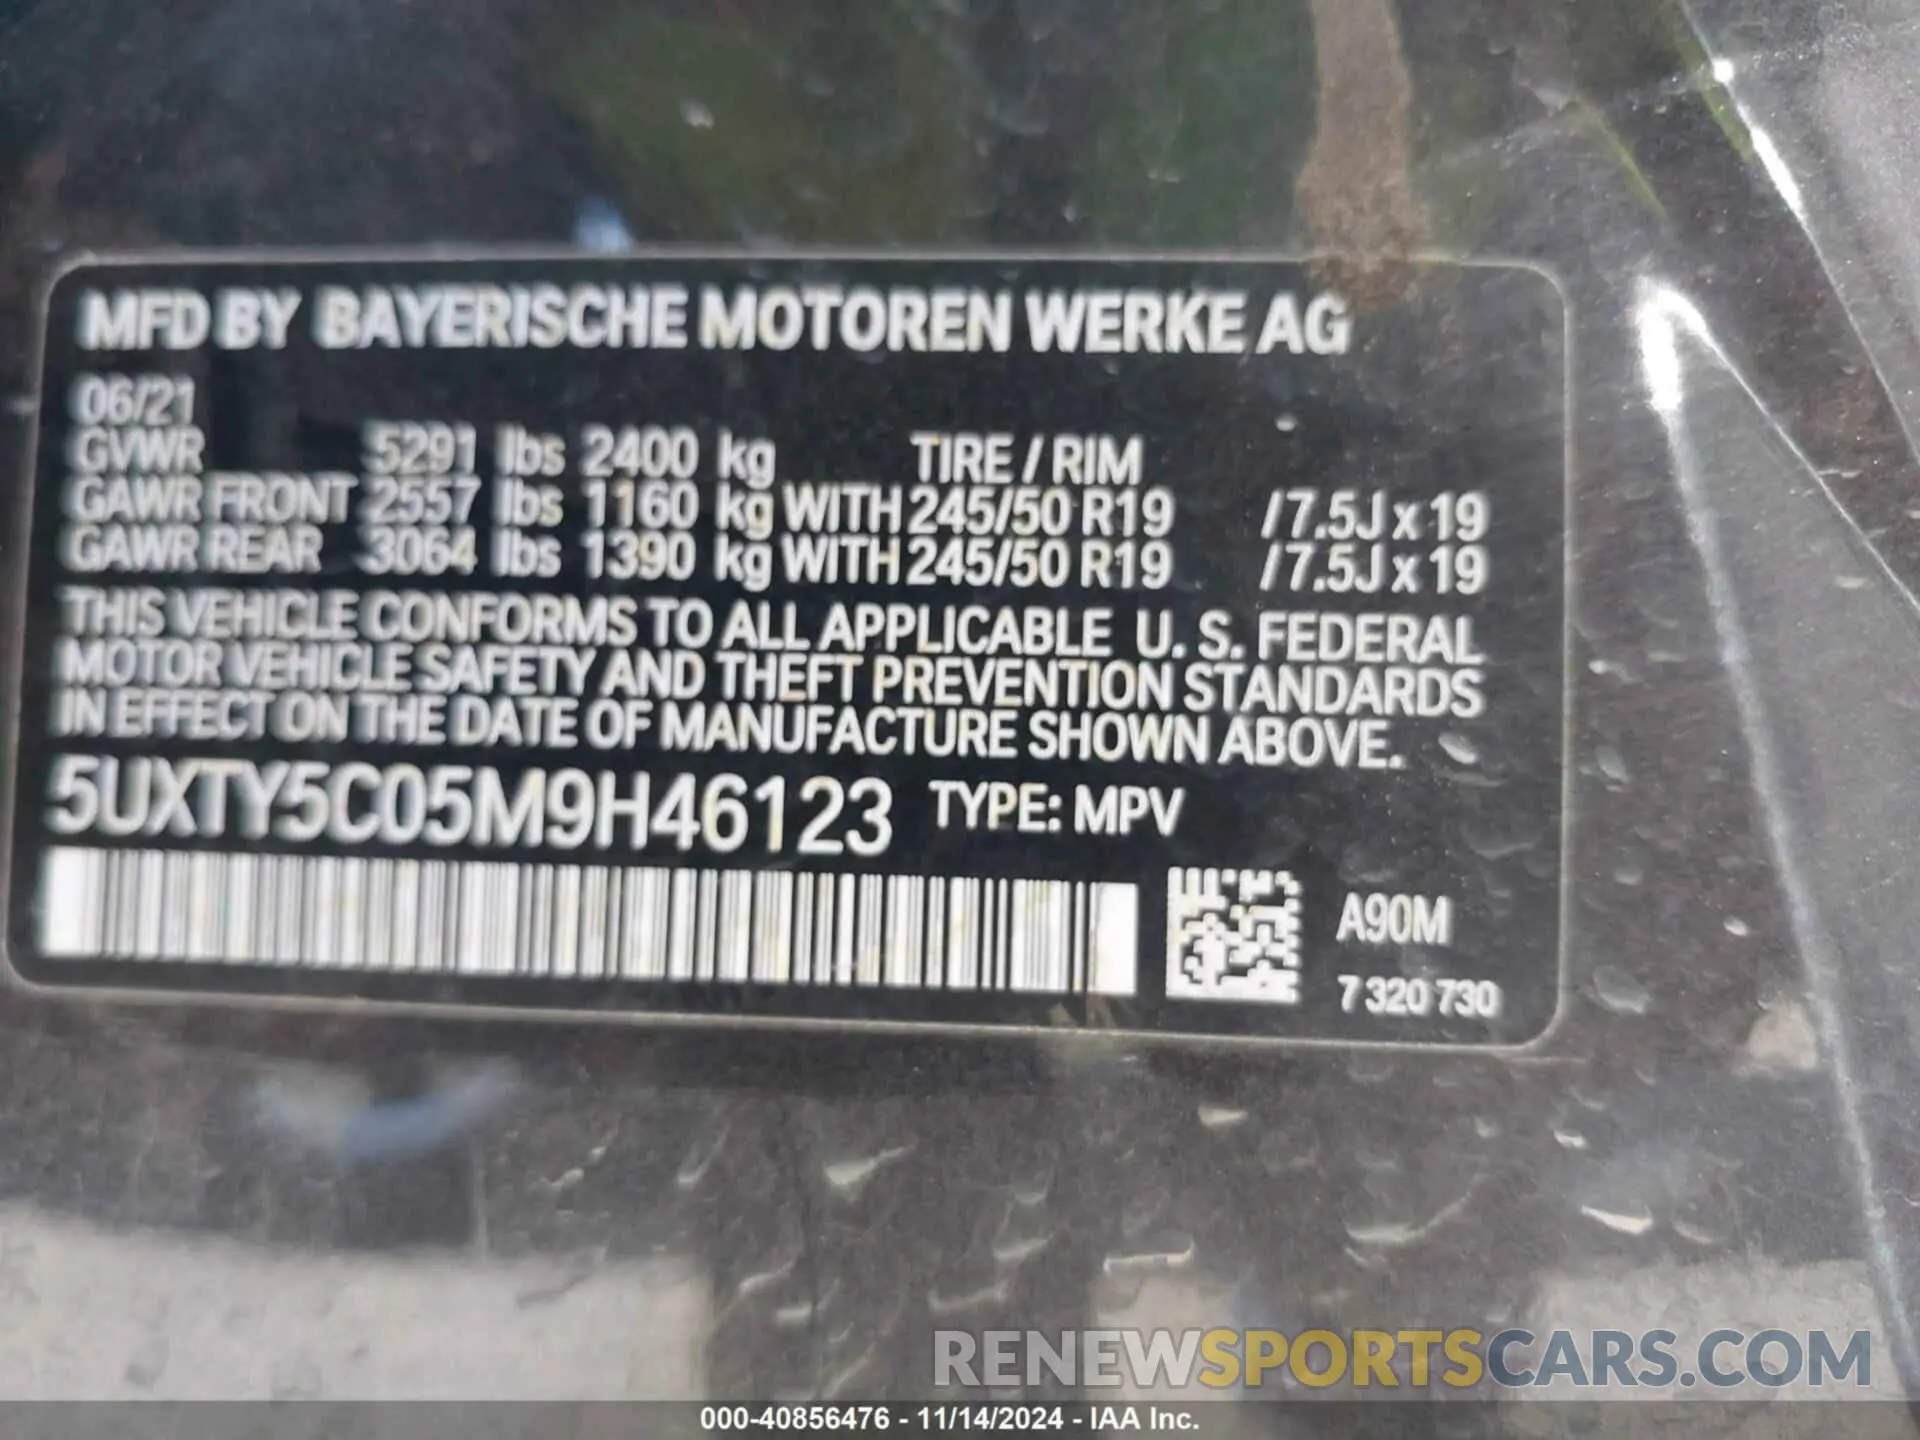 MFD BY BAYERISCHE MOTOREN WERKE AG
06/21
GVWR 5291 lbs 2400 kg TIRE / RIM
GAWR FRONT 2557 lbs 1160 kg WITH 245/50 R19 / 7.5J x 19
GAWR REAR 3064 lbs 1390 kg WITH 245/50 R19 / 7.5J x 19
THIS VEHICLE CONFORMS TO ALL APPLICABLE U. S. FEDERAL
MOTOR VEHICLE SAFETY AND THEFT PREVENTION STANDARDS
IN EFFECT ON THE DATE OF MANUFACTURE SHOWN ABOVE.
5UXTY5C05M9H46123 TYPE: MPV
A90M
7 320 730
RENEWSPORTSCARS.COM
000-40856476 - 11/14/2024 - IAA Inc.